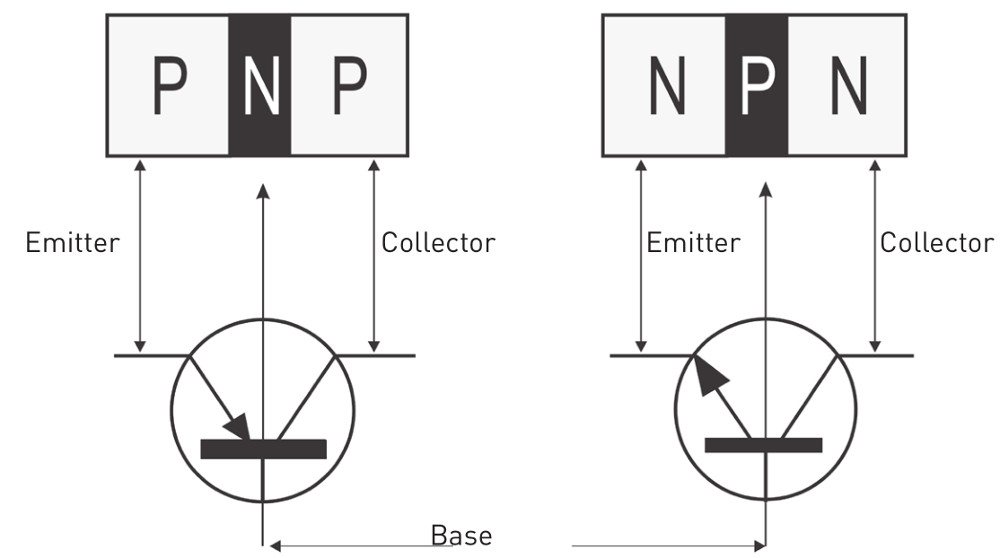 P N P
N P N
Emitter
Collector
Emitter
Collector
Base